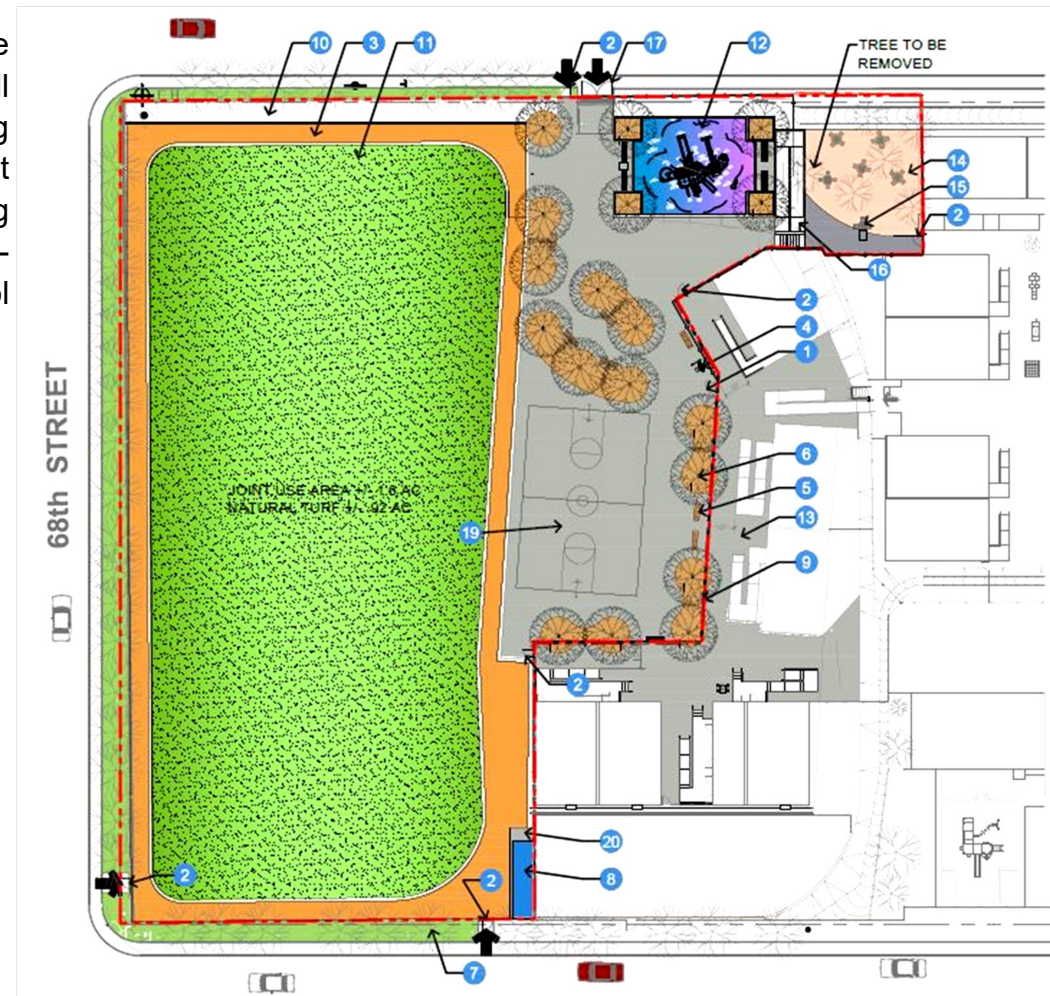 e
ll
g
t
g
–
ol
10
3
11
2
17
12
TREE TO BE
REMOVED
14
15
2
16
2
4
1
68th STREET
6
JOINT USE AREA +/- 1.6 AC
NATURAL TURF +/- .92 AC
5
19
13
9
2
20
8
2
2
7